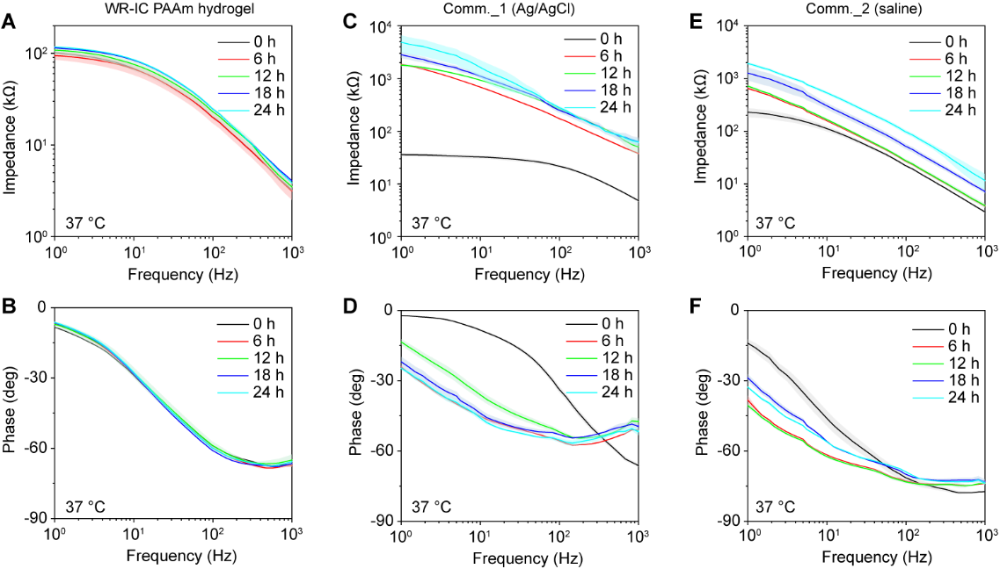 WR-IC PAAm hydrogel
Comm._1 (Ag/AgCl)
Comm._2 (saline)
A
Impedance (kΩ)
10²
10¹
10⁰
0 h
6 h
12 h
18 h
24 h
37 °C
10⁰ 10¹ 10² 10³
Frequency (Hz)
C
Impedance (kΩ)
10⁴
10³
10²
10¹
10⁰
0 h
6 h
12 h
18 h
24 h
37 °C
10⁰ 10¹ 10² 10³
Frequency (Hz)
E
Impedance (kΩ)
10⁴
10³
10²
10¹
10⁰
0 h
6 h
12 h
18 h
24 h
37 °C
10⁰ 10¹ 10² 10³
Frequency (Hz)
B
Phase (deg)
0
-30
-60
-90
0 h
6 h
12 h
18 h
24 h
37 °C
10⁰ 10¹ 10² 10³
Frequency (Hz)
D
Phase (deg)
0
-30
-60
-90
0 h
6 h
12 h
18 h
24 h
37 °C
10⁰ 10¹ 10² 10³
Frequency (Hz)
F
Phase (deg)
0
-30
-60
-90
0 h
6 h
12 h
18 h
24 h
37 °C
10⁰ 10¹ 10² 10³
Frequency (Hz)